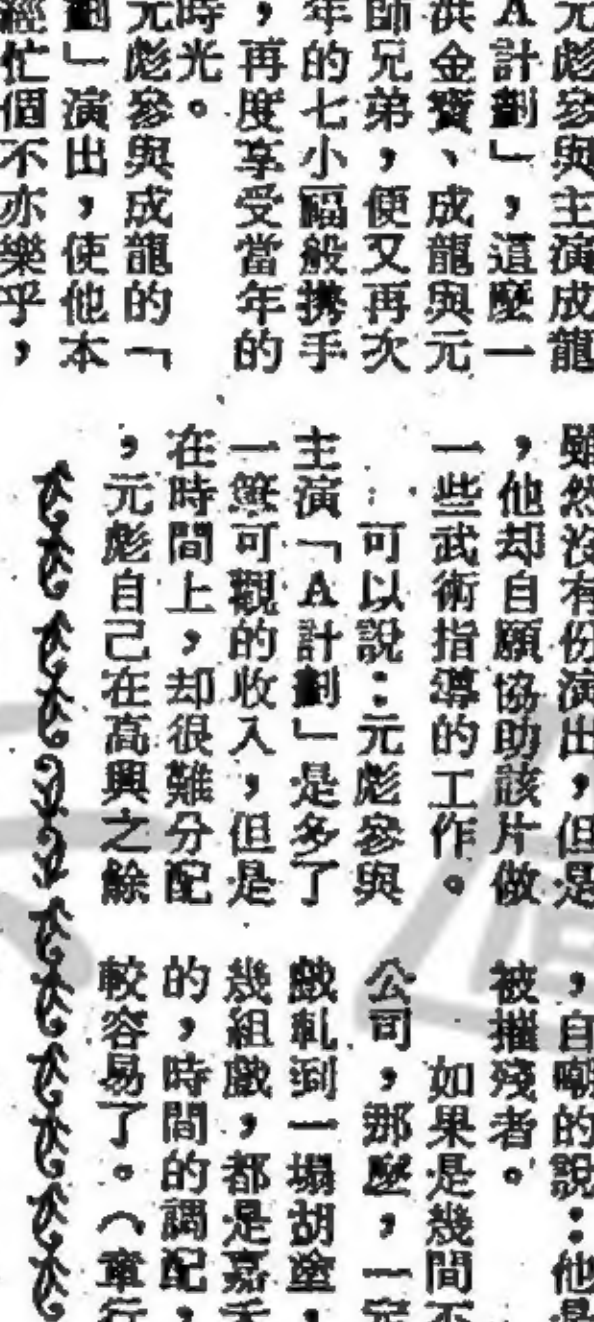 元彪參與主演成龍
A計劃」，這麼一
洪金寶、成龍與元
師兄弟，便又再次
年的七小福般携手
，再度享受當年的
時光。
元彪參與成龍的「
劃」演出，使他本
經忙個不亦樂乎，
雖然沒有份演出，但是
，他却自願協助該片做
一些武術指導的工作。
可以說：元彪參與
主演「A計劃」是多了
一筆可觀的收入，但是
在時間上，却很難分配
，元彪自己在高興之餘
，自嘲的說：他是
被摧殘者。
如果是幾間不
公司，那麼，一定
戲軋到一塌胡塗，
幾組戲，都是嘉禾
的，時間的調配，
較容易了。（童行